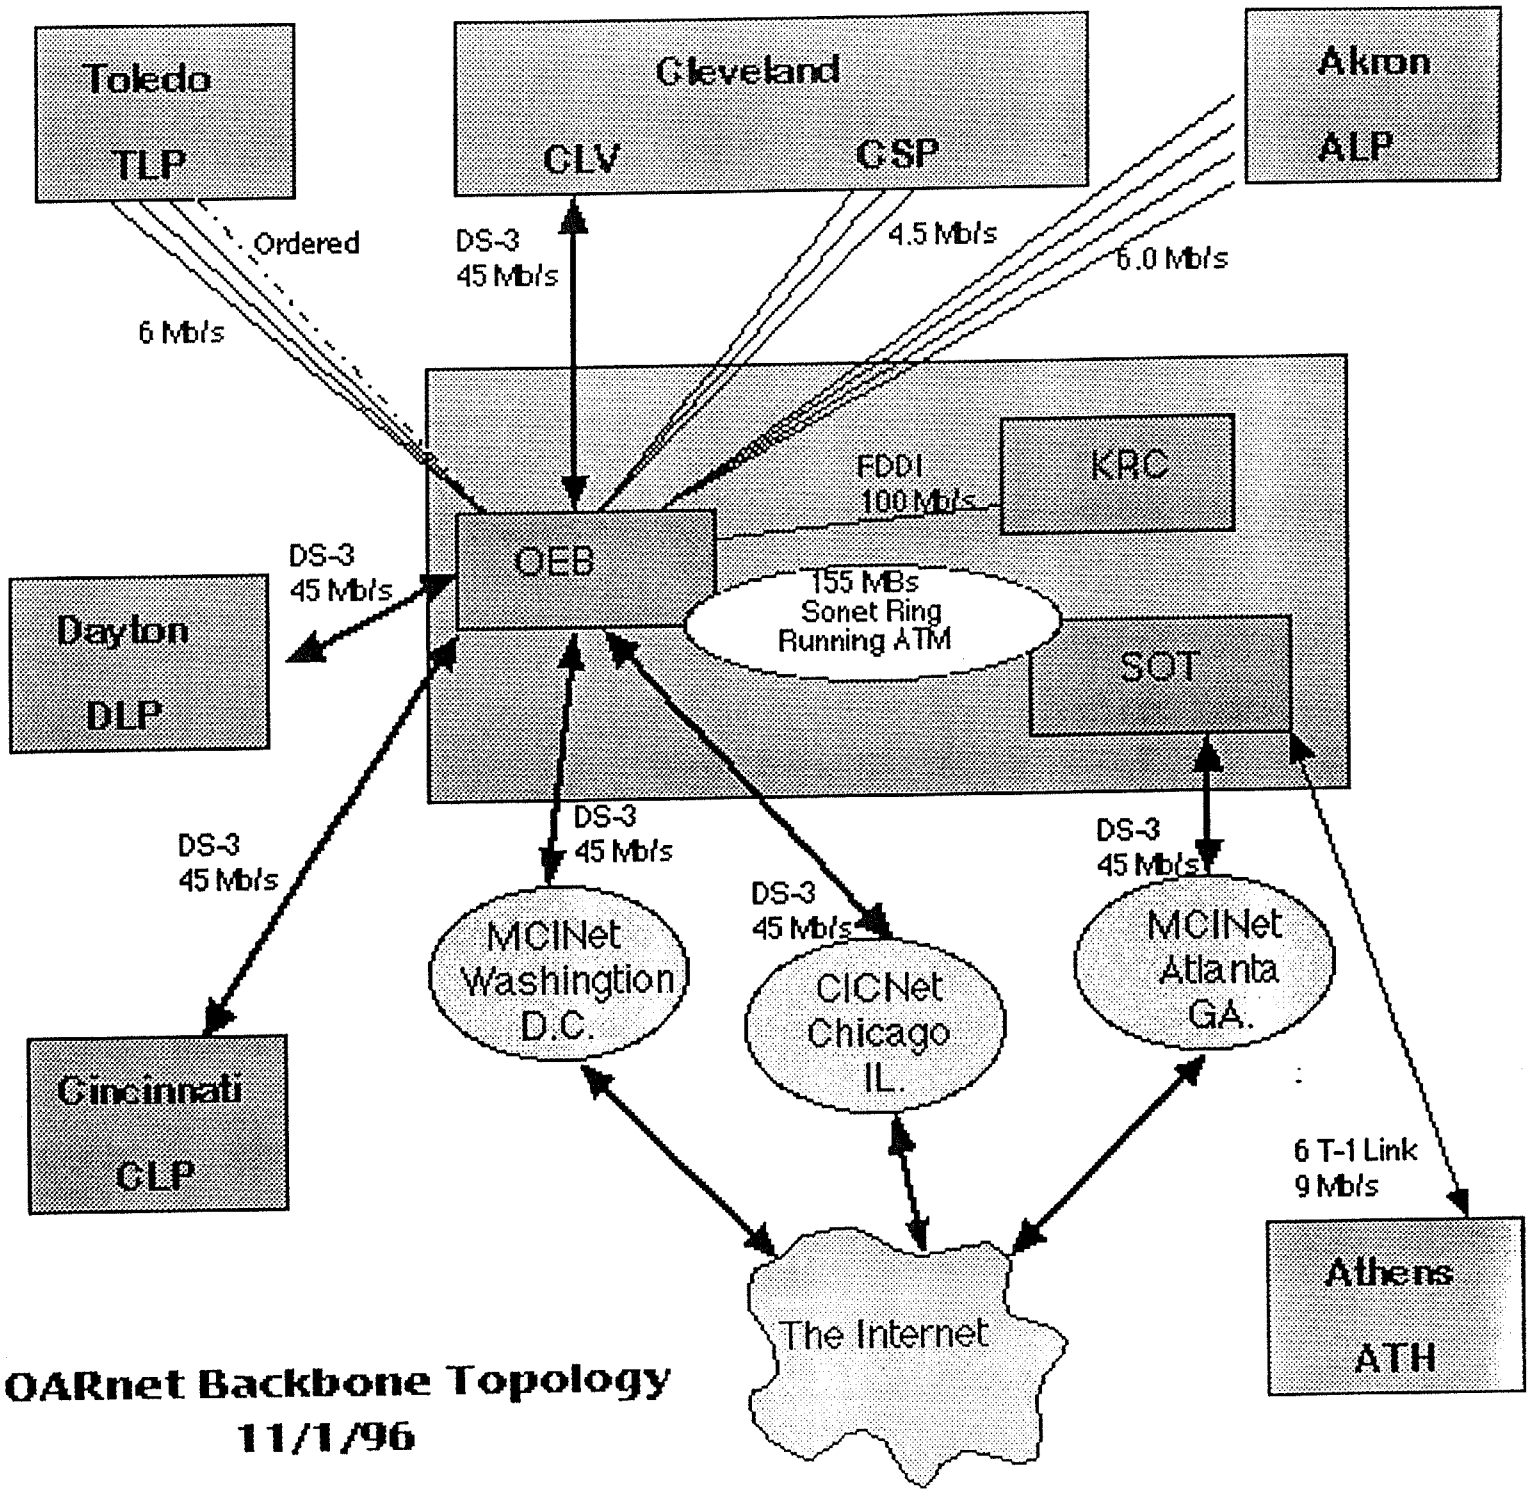 Toledo
TLP
Cleveland
CLV
CSP
Akron
ALP
Ordered
6 Mb/s
DS-3
45 Mb/s
4.5 Mb/s
6.0 Mb/s
FDDI
100 Mb/s
KRC
OEB
155 MBs
Sonet Ring
Running ATM
SOT
DS-3
45 Mb/s
Dayton
DLP
DS-3
45 Mb/s
DS-3
45 Mb/s
DS-3
45 Mb/s
DS-3
45 Mb/s
MCINet
Washingtion
D.C.
CICNet
Chicago
IL.
MCINet
Atlanta
GA.
Cincinnati
CLP
6 T-1 Link
9 Mb/s
Athens
ATH
The Internet
OARnet Backbone Topology
11/1/96